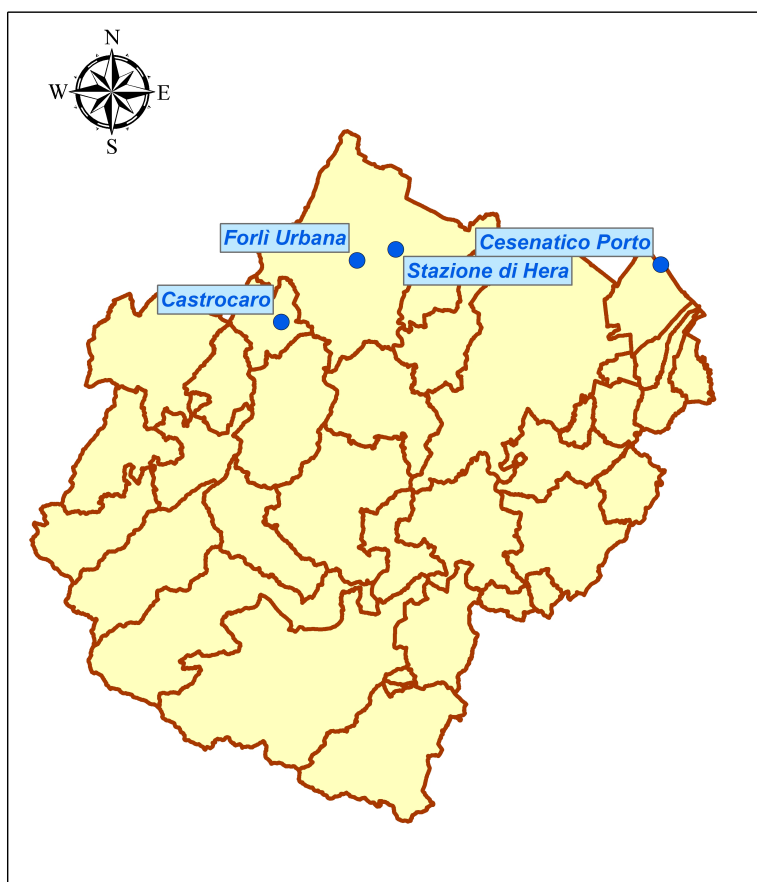 N
W
E
S
Forlì Urbana
Cesenatico Porto
Stazione di Hera
Castrocaro